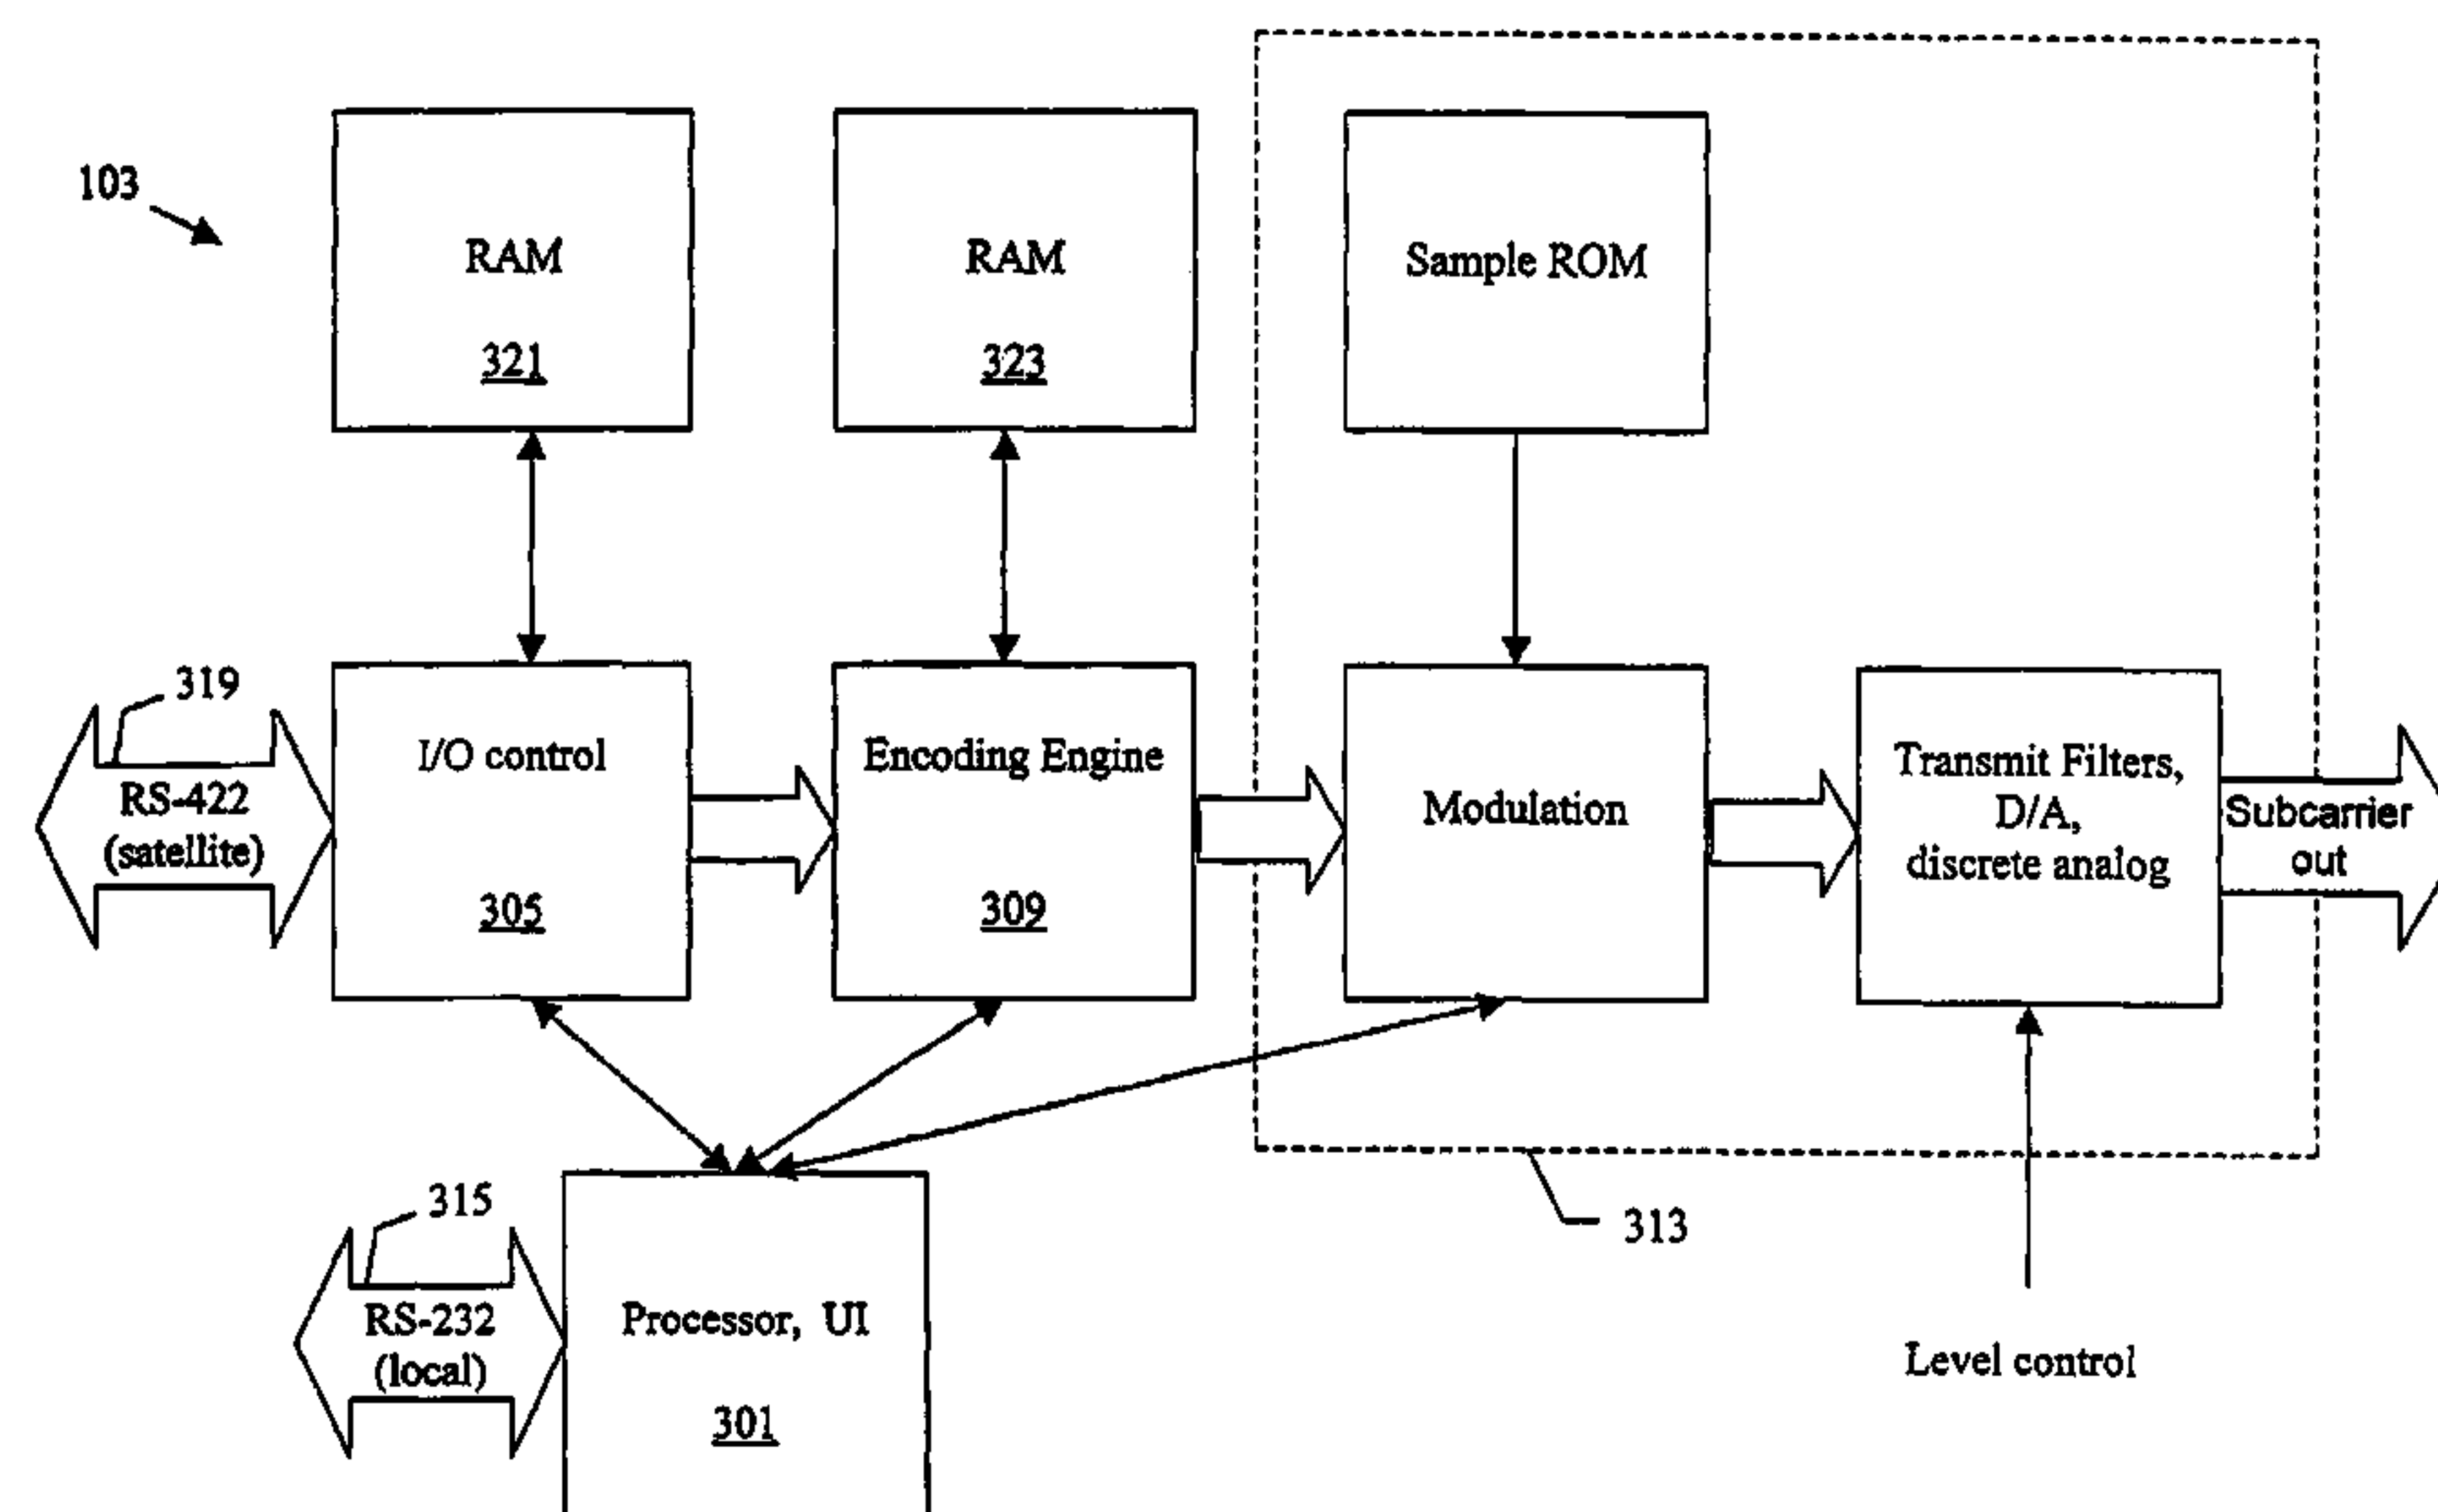 103
RAM
321
RAM
323
Sample ROM
319
RS-422
(satellite)
I/O control
305
Encoding Engine
309
Modulation
Transmit Filters,
D/A,
discrete analog
Subcarrier
out
315
RS-232
(local)
Processor, UI
301
313
Level control